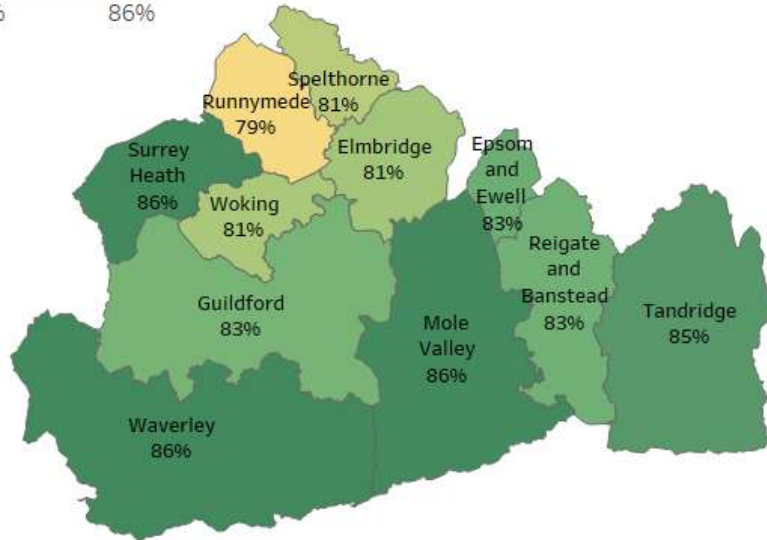 %
86%
Spelthorne
81%
Runnymede
79%
Elmbridge
81%
Epsom
and
Ewell
83%
Surrey
Heath
86%
Woking
81%
Reigate
and
Banstead
83%
Guildford
83%
Mole
Valley
86%
Tandridge
85%
Waverley
86%